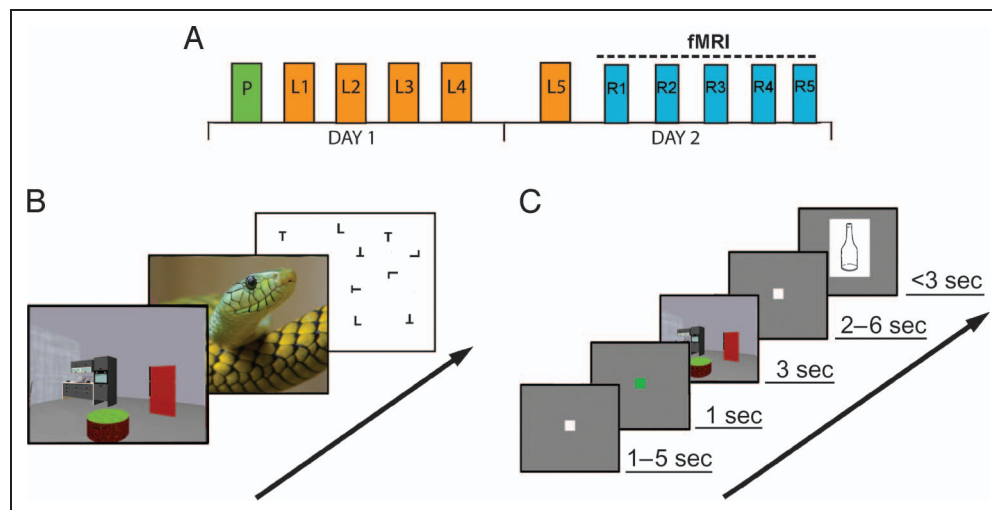 A
fMRI
P L1 L2 L3 L4 L5 R1 R2 R3 R4 R5
DAY 1 DAY 2
B
T L T
T L
L
T
L T
C
<3 sec
2–6 sec
3 sec
1 sec
1–5 sec